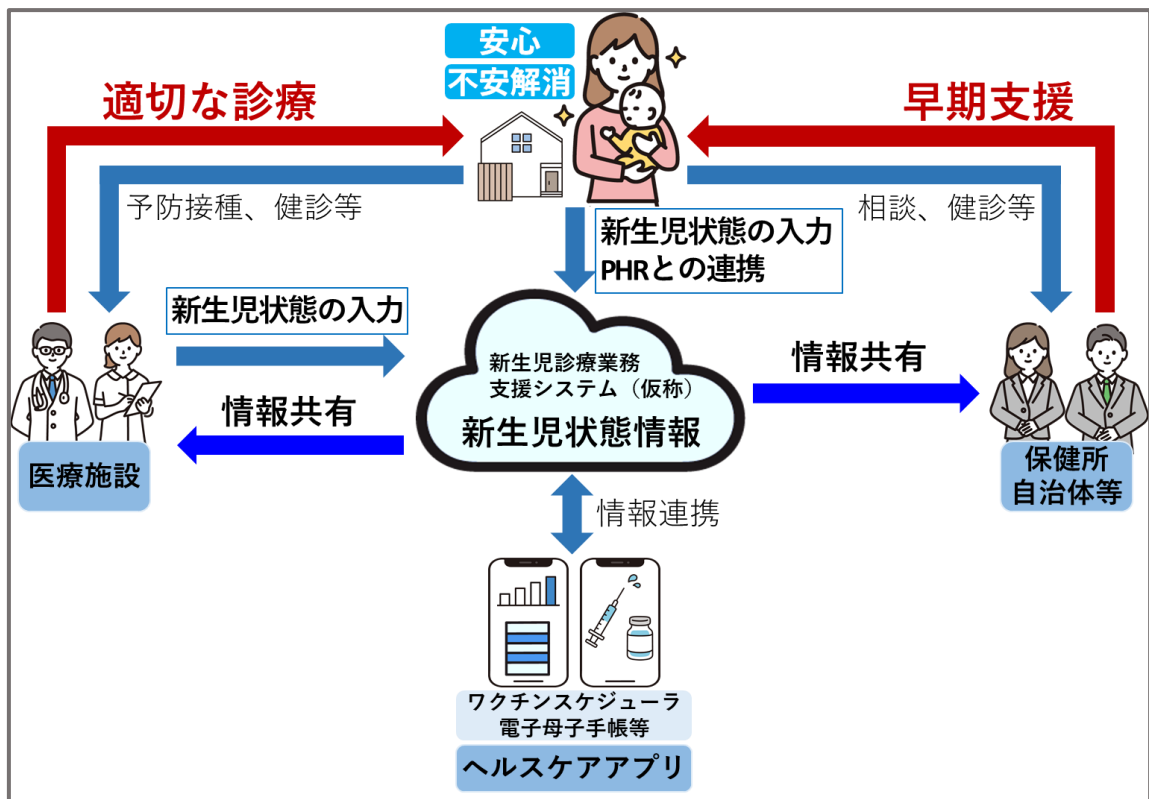 安心
不安解消
適切な診療
早期支援
予防接種、健診等
相談、健診等
新生児状態の入力
PHRとの連携
新生児状態の入力
新生児診療業務
支援システム（仮称）
新生児状態情報
情報共有
情報共有
医療施設
保健所
自治体等
情報連携
ワクチンスケジューラ
電子母子手帳等
ヘルスケアアプリ